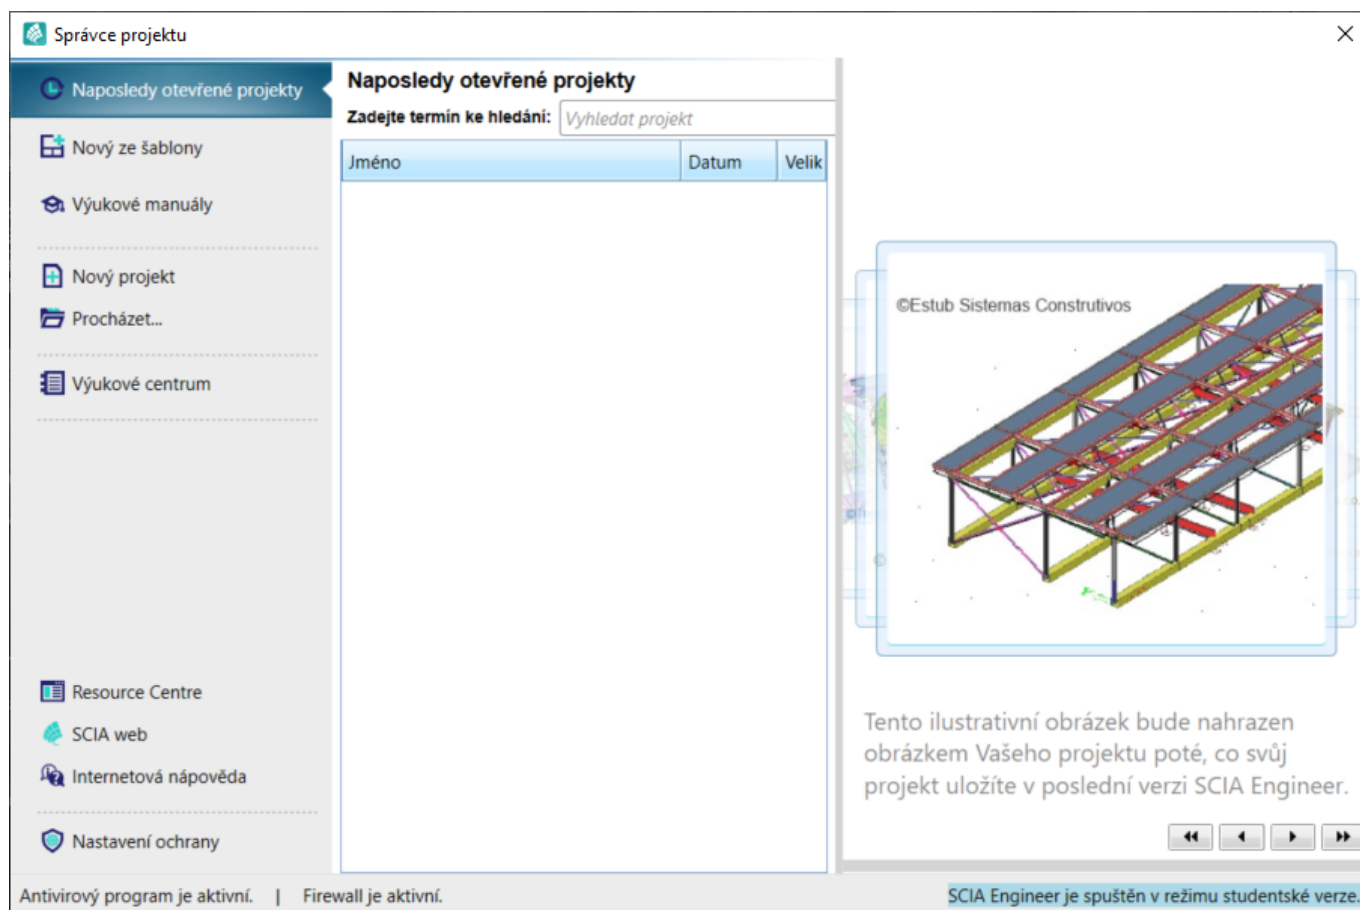 Správce projektu
Naposledy otevřené projekty
Nový ze šablony
Výukové manuály
Nový projekt
Procházet...
Výukové centrum
Resource Centre
SCIA web
Internetová nápověda
Nastavení ochrany
Naposledy otevřené projekty
Zadejte termín ke hledání: Vyhledat projekt
Jméno Datum Velik
©Estub Sistemas Construtivos
Tento ilustrativní obrázek bude nahrazen
obrázkem Vašeho projektu poté, co svůj
projekt uložíte v poslední verzi SCIA Engineer.
Antivirový program je aktivní. | Firewall je aktivní.
SCIA Engineer je spuštěn v režimu studentské verze.